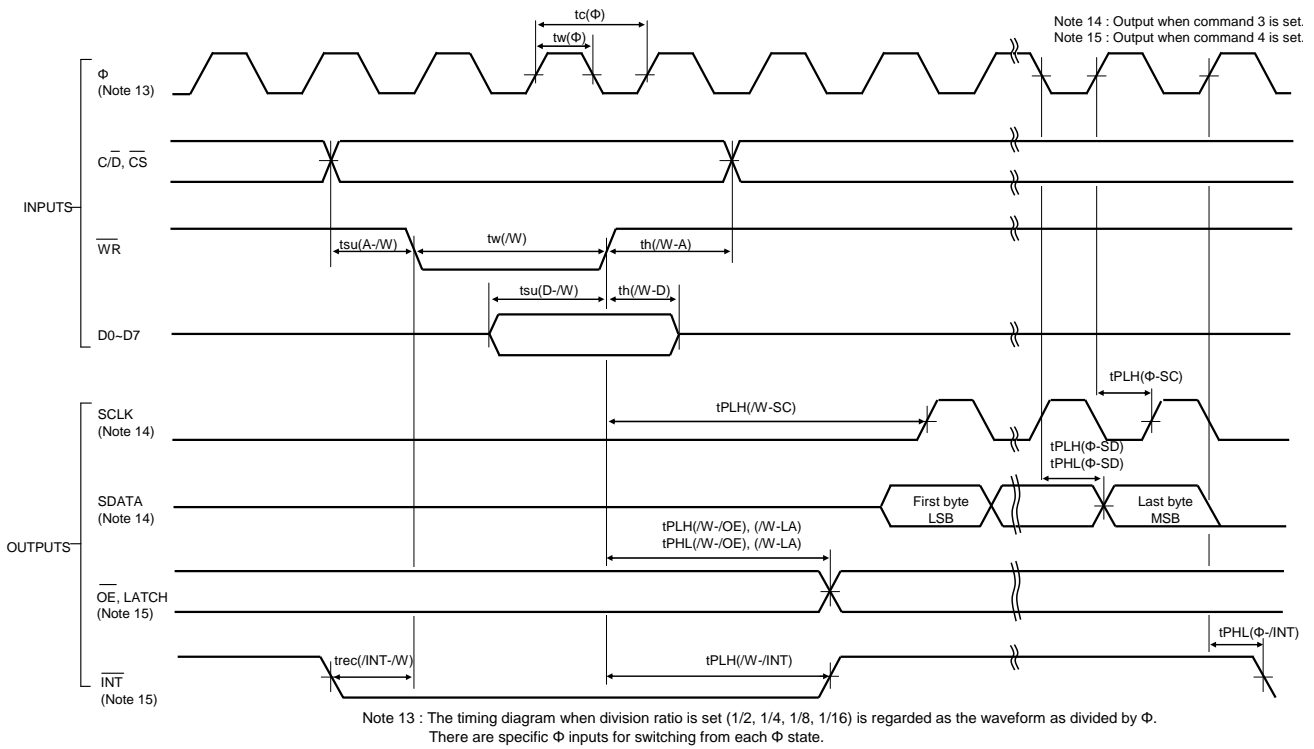 tc(Φ)
tw(Φ)
Note 14 : Output when command 3 is set.
Note 15 : Output when command 4 is set.
Φ
(Note 13)
C/D, CS
INPUTS
WR
tsu(A-/W)
tw(/W)
th(/W-A)
tsu(D-/W)
th(/W-D)
D0~D7
SCLK
(Note 14)
tPLH(/W-SC)
tPLH(Φ-SC)
tPLH(Φ-SD)
tPHL(Φ-SD)
SDATA
(Note 14)
First byte
LSB
Last byte
MSB
OUTPUTS
tPLH(/W-/OE), (/W-LA)
tPHL(/W-/OE), (/W-LA)
OE, LATCH
(Note 15)
trec(/INT-/W)
tPLH(/W-/INT)
tPHL(Φ-/INT)
INT
(Note 15)
Note 13 : The timing diagram when division ratio is set (1/2, 1/4, 1/8, 1/16) is regarded as the waveform as divided by Φ.
There are specific Φ inputs for switching from each Φ state.